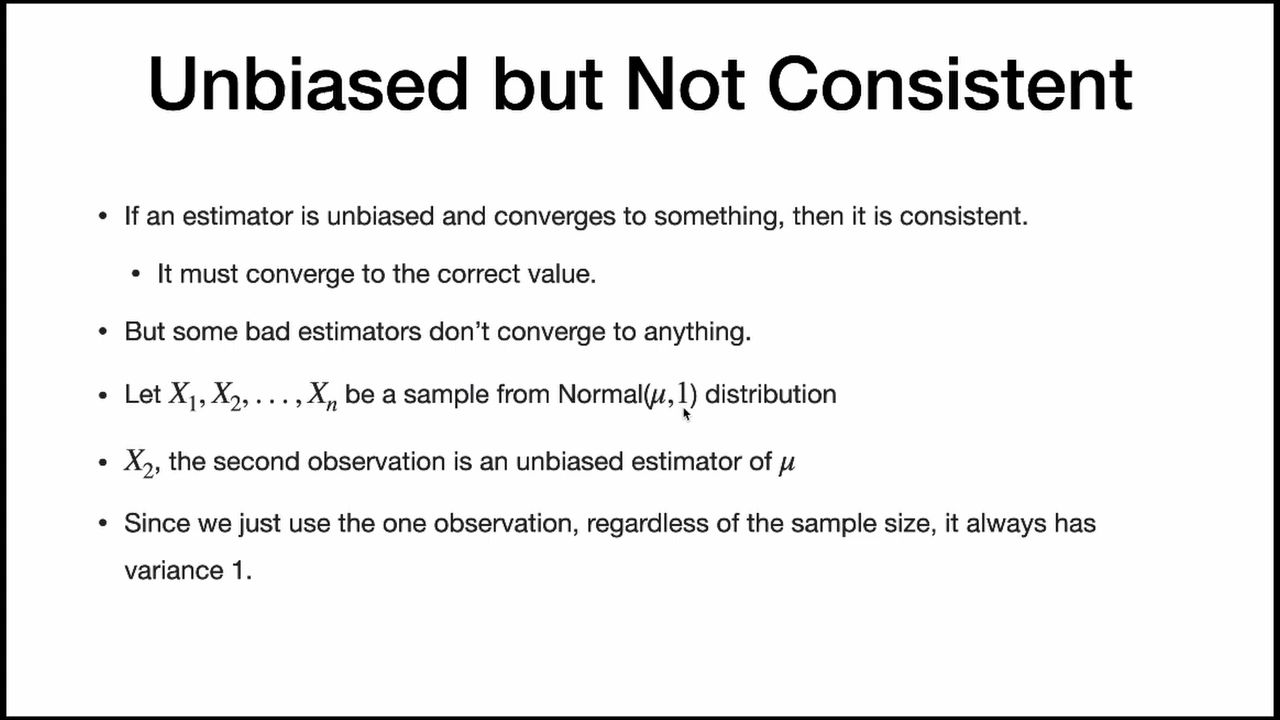 Unbiased but Not Consistent
• If an estimator is unbiased and converges to something, then it is consistent.
• It must converge to the correct value.
• But some bad estimators don't converge to anything.
• Let X₁, X₂, . . . , Xₙ be a sample from Normal(μ,1) distribution
• X₂, the second observation is an unbiased estimator of μ
• Since we just use the one observation, regardless of the sample size, it always has
variance 1.